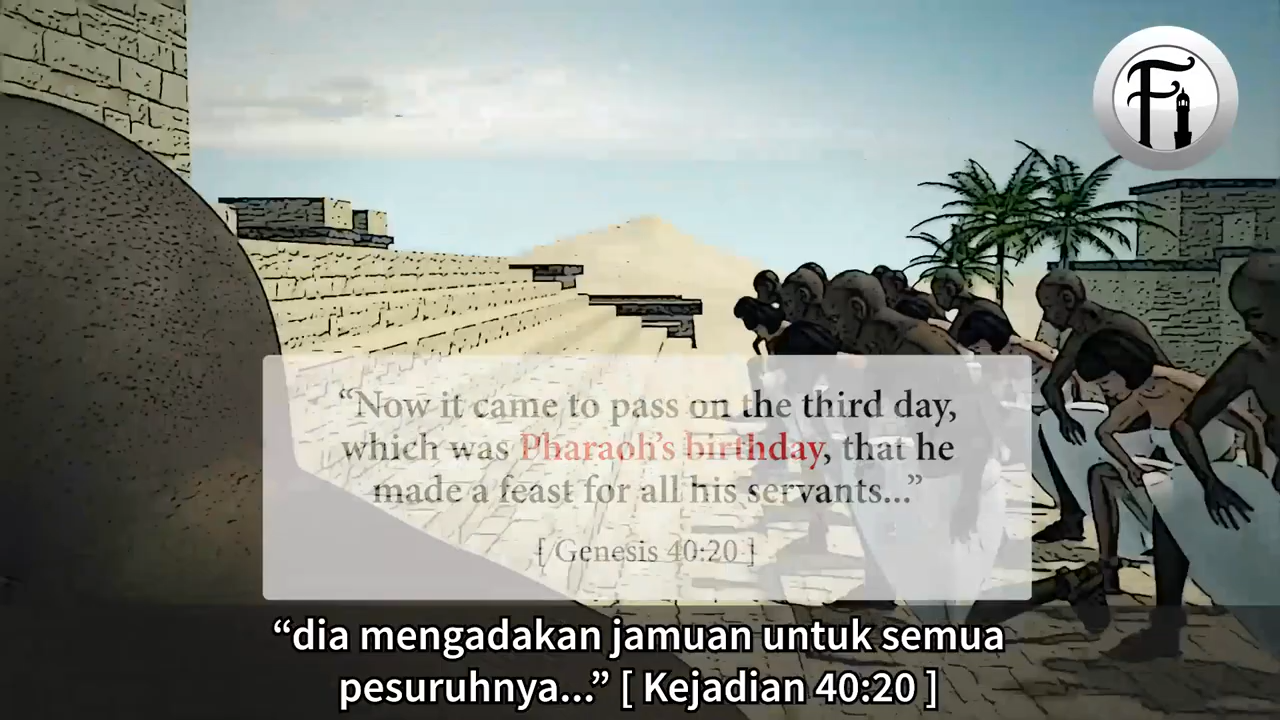 Fi
“Now it came to pass on the third day,
which was Pharaoh’s birthday, that he
made a feast for all his servants...”
[ Genesis 40:20 ]
“dia mengadakan jamuan untuk semua
pesuruhnya...” [ Kejadian 40:20 ]